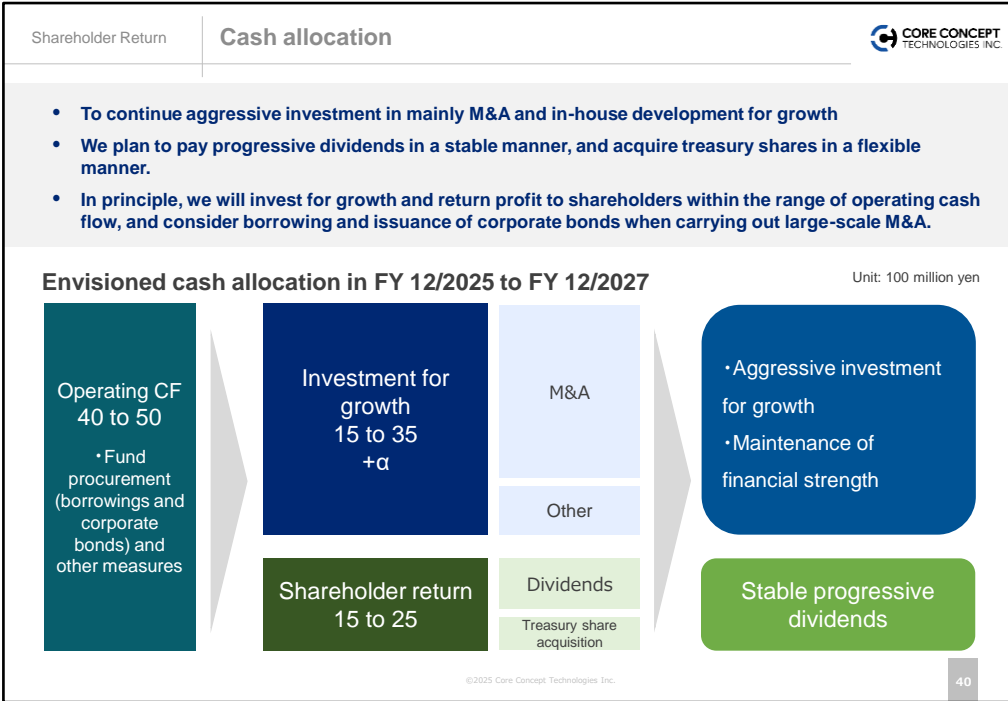 Shareholder Return
Cash allocation
CORE CONCEPT
TECHNOLOGIES INC.
• To continue aggressive investment in mainly M&A and in-house development for growth
• We plan to pay progressive dividends in a stable manner, and acquire treasury shares in a flexible
manner.
• In principle, we will invest for growth and return profit to shareholders within the range of operating cash
flow, and consider borrowing and issuance of corporate bonds when carrying out large-scale M&A.
Envisioned cash allocation in FY 12/2025 to FY 12/2027
Unit: 100 million yen
Operating CF
40 to 50
・Fund
procurement
(borrowings and
corporate
bonds) and
other measures
Investment for
growth
15 to 35
+α
M&A
Other
・Aggressive investment
for growth
・Maintenance of
financial strength
Shareholder return
15 to 25
Dividends
Treasury share
acquisition
Stable progressive
dividends
©2025 Core Concept Technologies Inc.
40